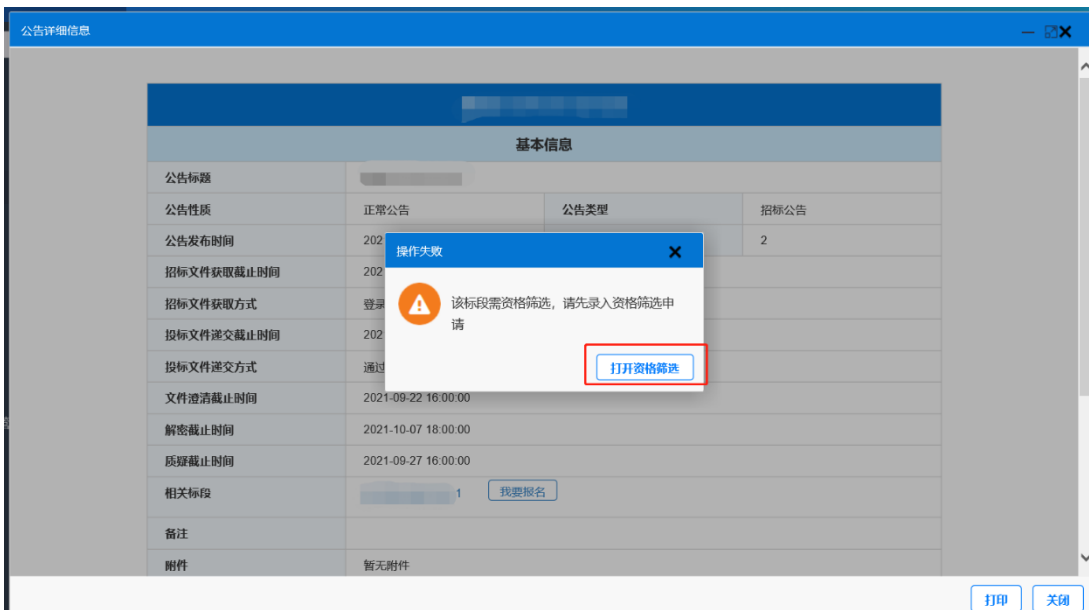 公告详细信息
基本信息
公告标题
公告性质 正常公告 公告类型 招标公告
公告发布时间 202 2
招标文件获取截止时间 202
招标文件获取方式 登录
投标文件递交截止时间 202
投标文件递交方式 通过
文件澄清截止时间 2021-09-22 16:00:00
解密截止时间 2021-10-07 18:00:00
质疑截止时间 2021-09-27 16:00:00
相关标段 1 我要报名
备注
附件 暂无附件
操作失败
该标段需资格筛选，请先录入资格筛选申
请
打开资格筛选
打印 关闭